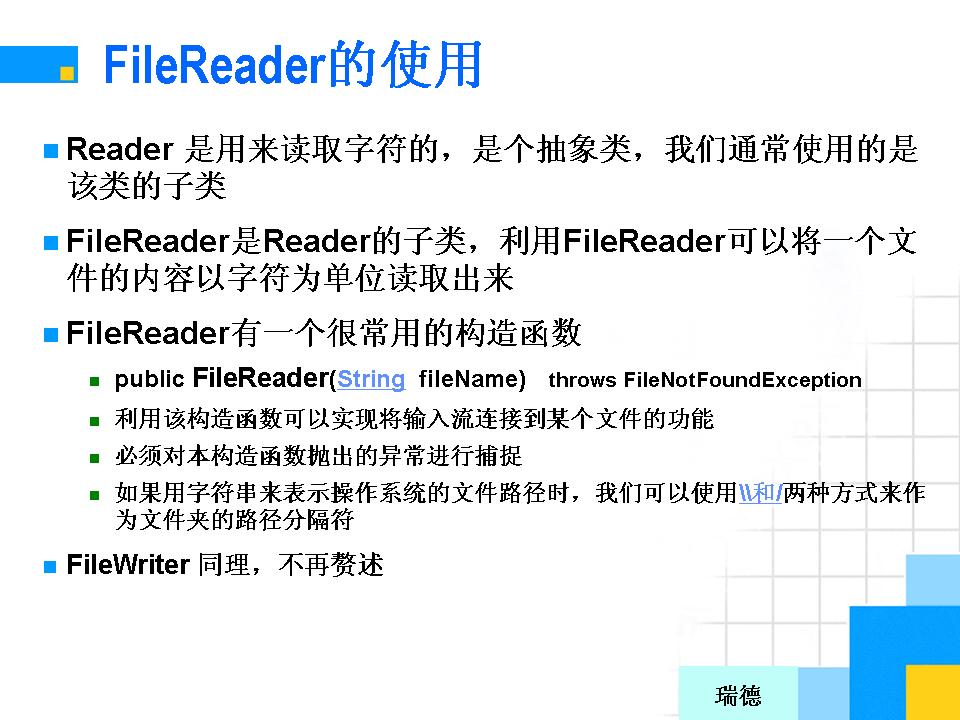 FileReader的使用
Reader 是用来读取字符的，是个抽象类，我们通常使用的是
该类的子类
FileReader是Reader的子类，利用FileReader可以将一个文
件的内容以字符为单位读取出来
FileReader有一个很常用的构造函数
public FileReader(String fileName) throws FileNotFoundException
利用该构造函数可以实现将输入流连接到某个文件的功能
必须对本构造函数抛出的异常进行捕捉
如果用字符串来表示操作系统的文件路径时，我们可以使用\\和/两种方式来作
为文件夹的路径分隔符
FileWriter 同理，不再赘述
瑞德